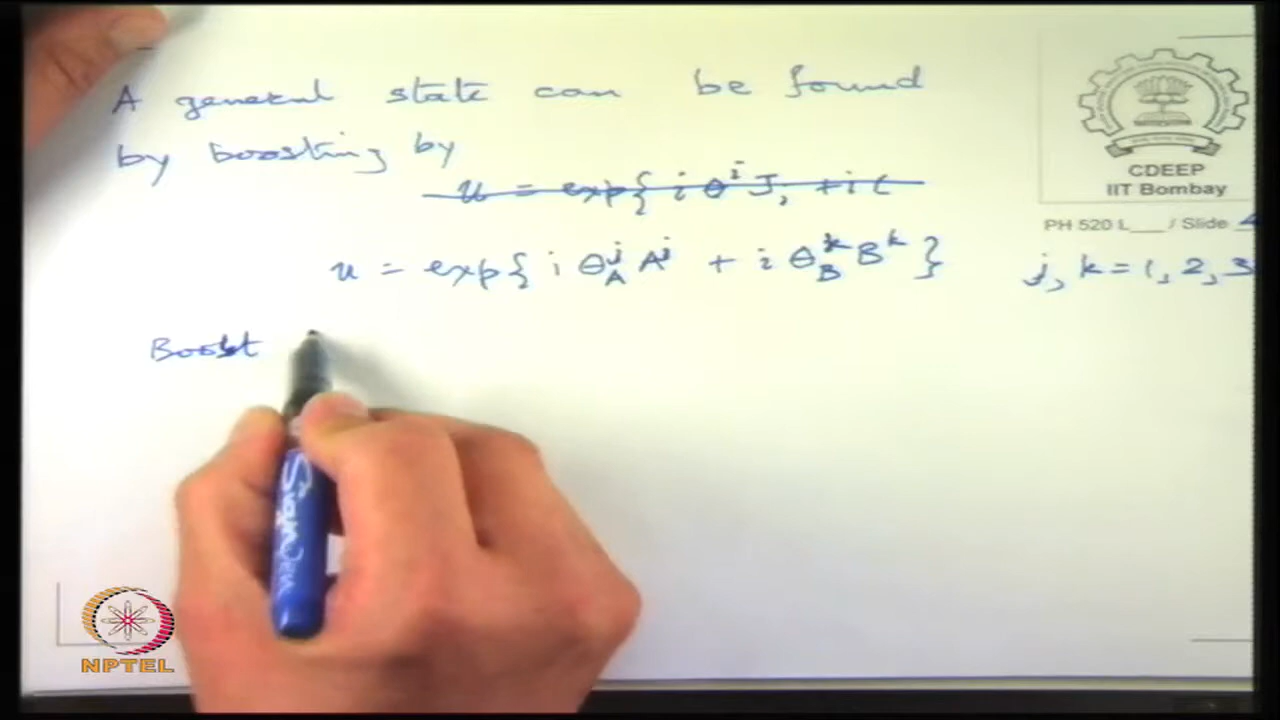 A general state can be found
by boosting by
u = exp{ i θ^i J_i + i
u = exp{ i θ_A^j A^j + i θ_B^k B^k } j, k = 1, 2, 3
Boost
CDEEP
IIT Bombay
PH 520 L___ / Slide
NPTEL